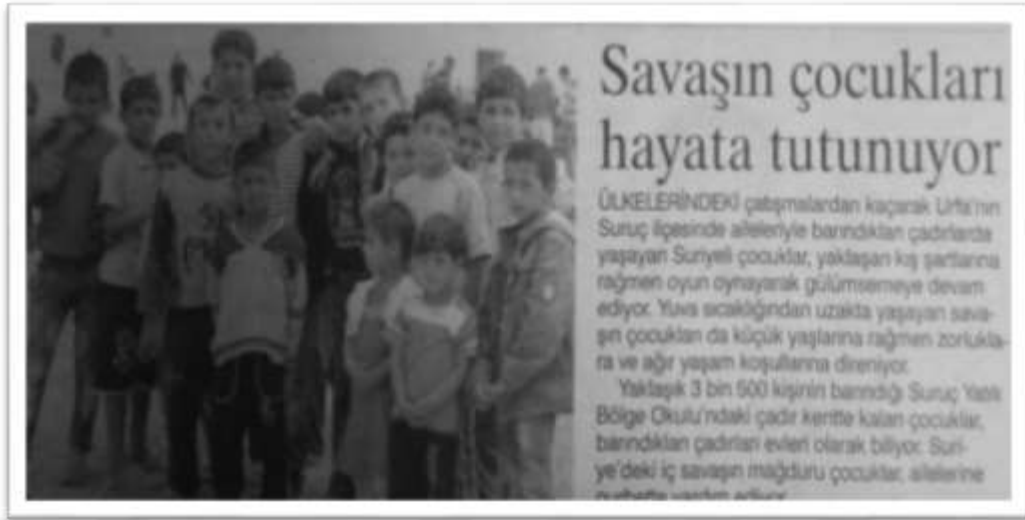 Savaşın çocukları
hayata tutunuyor
ÜLKELERİNDEKİ çatışmalardan kaçarak Urfa'nın
Suruç ilçesinde aileleriyle barındıkları çadırlarda
yaşayan Suriyeli çocuklar, yaklaşan kış şartlarına
rağmen oyun oynayarak gülümsemeye devam
ediyor. Yuva sıcaklığından uzakta yaşayan sava-
şın çocukları da küçük yaşlarına rağmen zorlukla-
ra ve ağır yaşam koşullarına direniyor.
Yaklaşık 3 bin 500 kişinin barındığı Suruç Yatılı
Bölge Okulu'ndaki çadır kentte kalan çocuklar,
barındıkları çadırları evleri olarak biliyor. Suri-
ye'deki iç savaşın mağduru çocuklar, ailelerine
gurbette yardım ediyor.